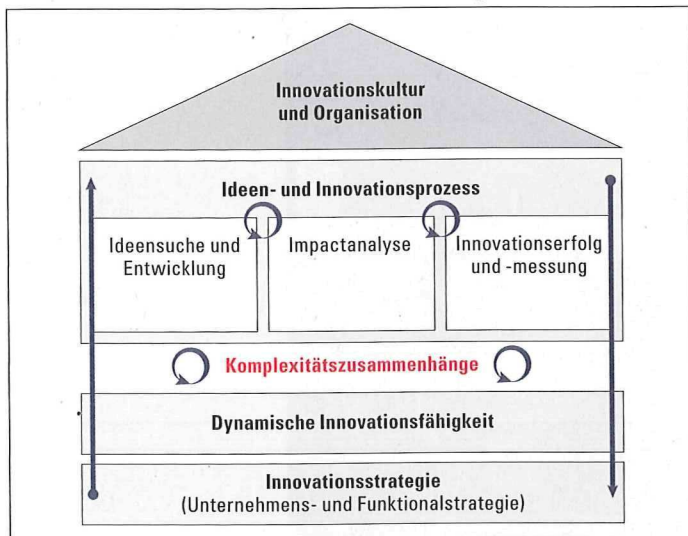 Innovationskultur
und Organisation
Ideen- und Innovationsprozess
Ideensuche und
Entwicklung
Impactanalyse
Innovationserfolg
und -messung
Komplexitätszusammenhänge
Dynamische Innovationsfähigkeit
Innovationsstrategie
(Unternehmens- und Funktionalstrategie)